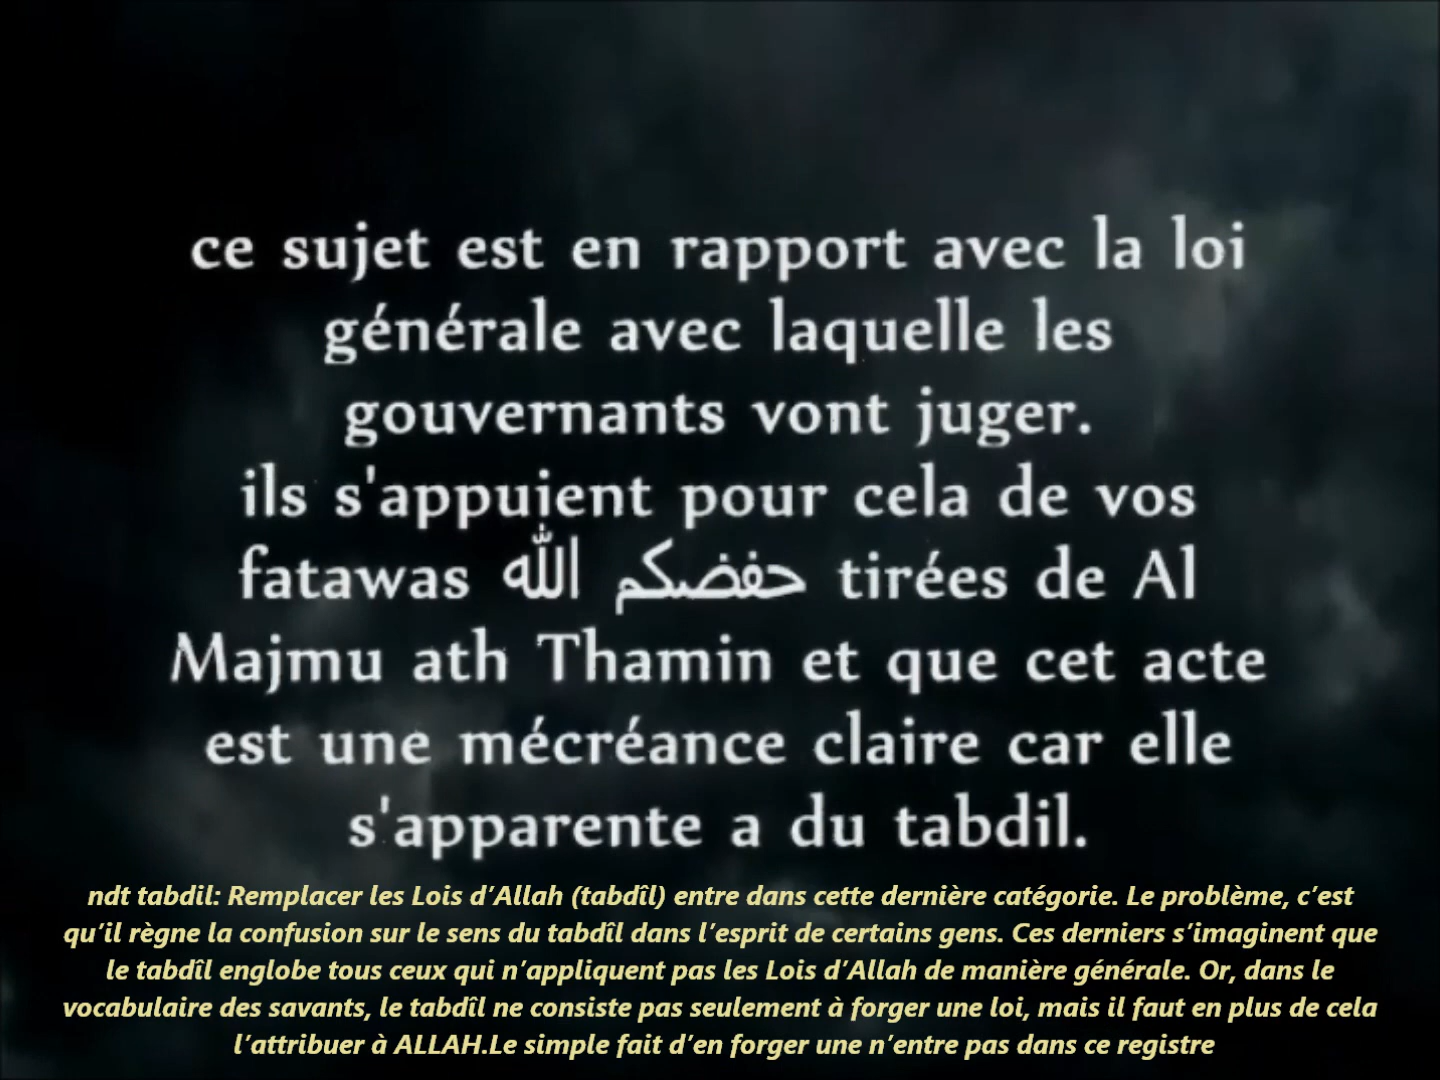 ce sujet est en rapport avec la loi
générale avec laquelle les
gouvernants vont juger.
ils s'appuient pour cela de vos
fatawas حفضكم الله tirées de Al
Majmu ath Thamin et que cet acte
est une mécréance claire car elle
s'apparente a du tabdil.
ndt tabdil: Remplacer les Lois d’Allah (tabdîl) entre dans cette dernière catégorie. Le problème, c’est
qu’il règne la confusion sur le sens du tabdîl dans l’esprit de certains gens. Ces derniers s’imaginent que
le tabdîl englobe tous ceux qui n’appliquent pas les Lois d’Allah de manière générale. Or, dans le
vocabulaire des savants, le tabdîl ne consiste pas seulement à forger une loi, mais il faut en plus de cela
l’attribuer à ALLAH.Le simple fait d’en forger une n’entre pas dans ce registre